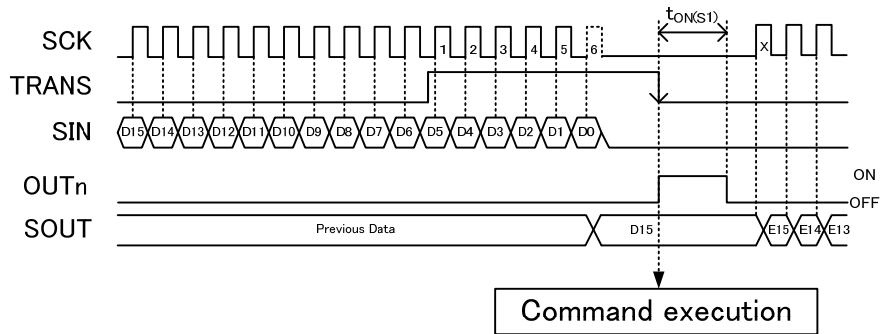 tON(S1)
SCK 1 2 3 4 5 6 X
TRANS
SIN D15 D14 D13 D12 D11 D10 D9 D8 D7 D6 D5 D4 D3 D2 D1 D0
OUTn ON
OFF
SOUT Previous Data D15 E15 E14 E13
Command execution